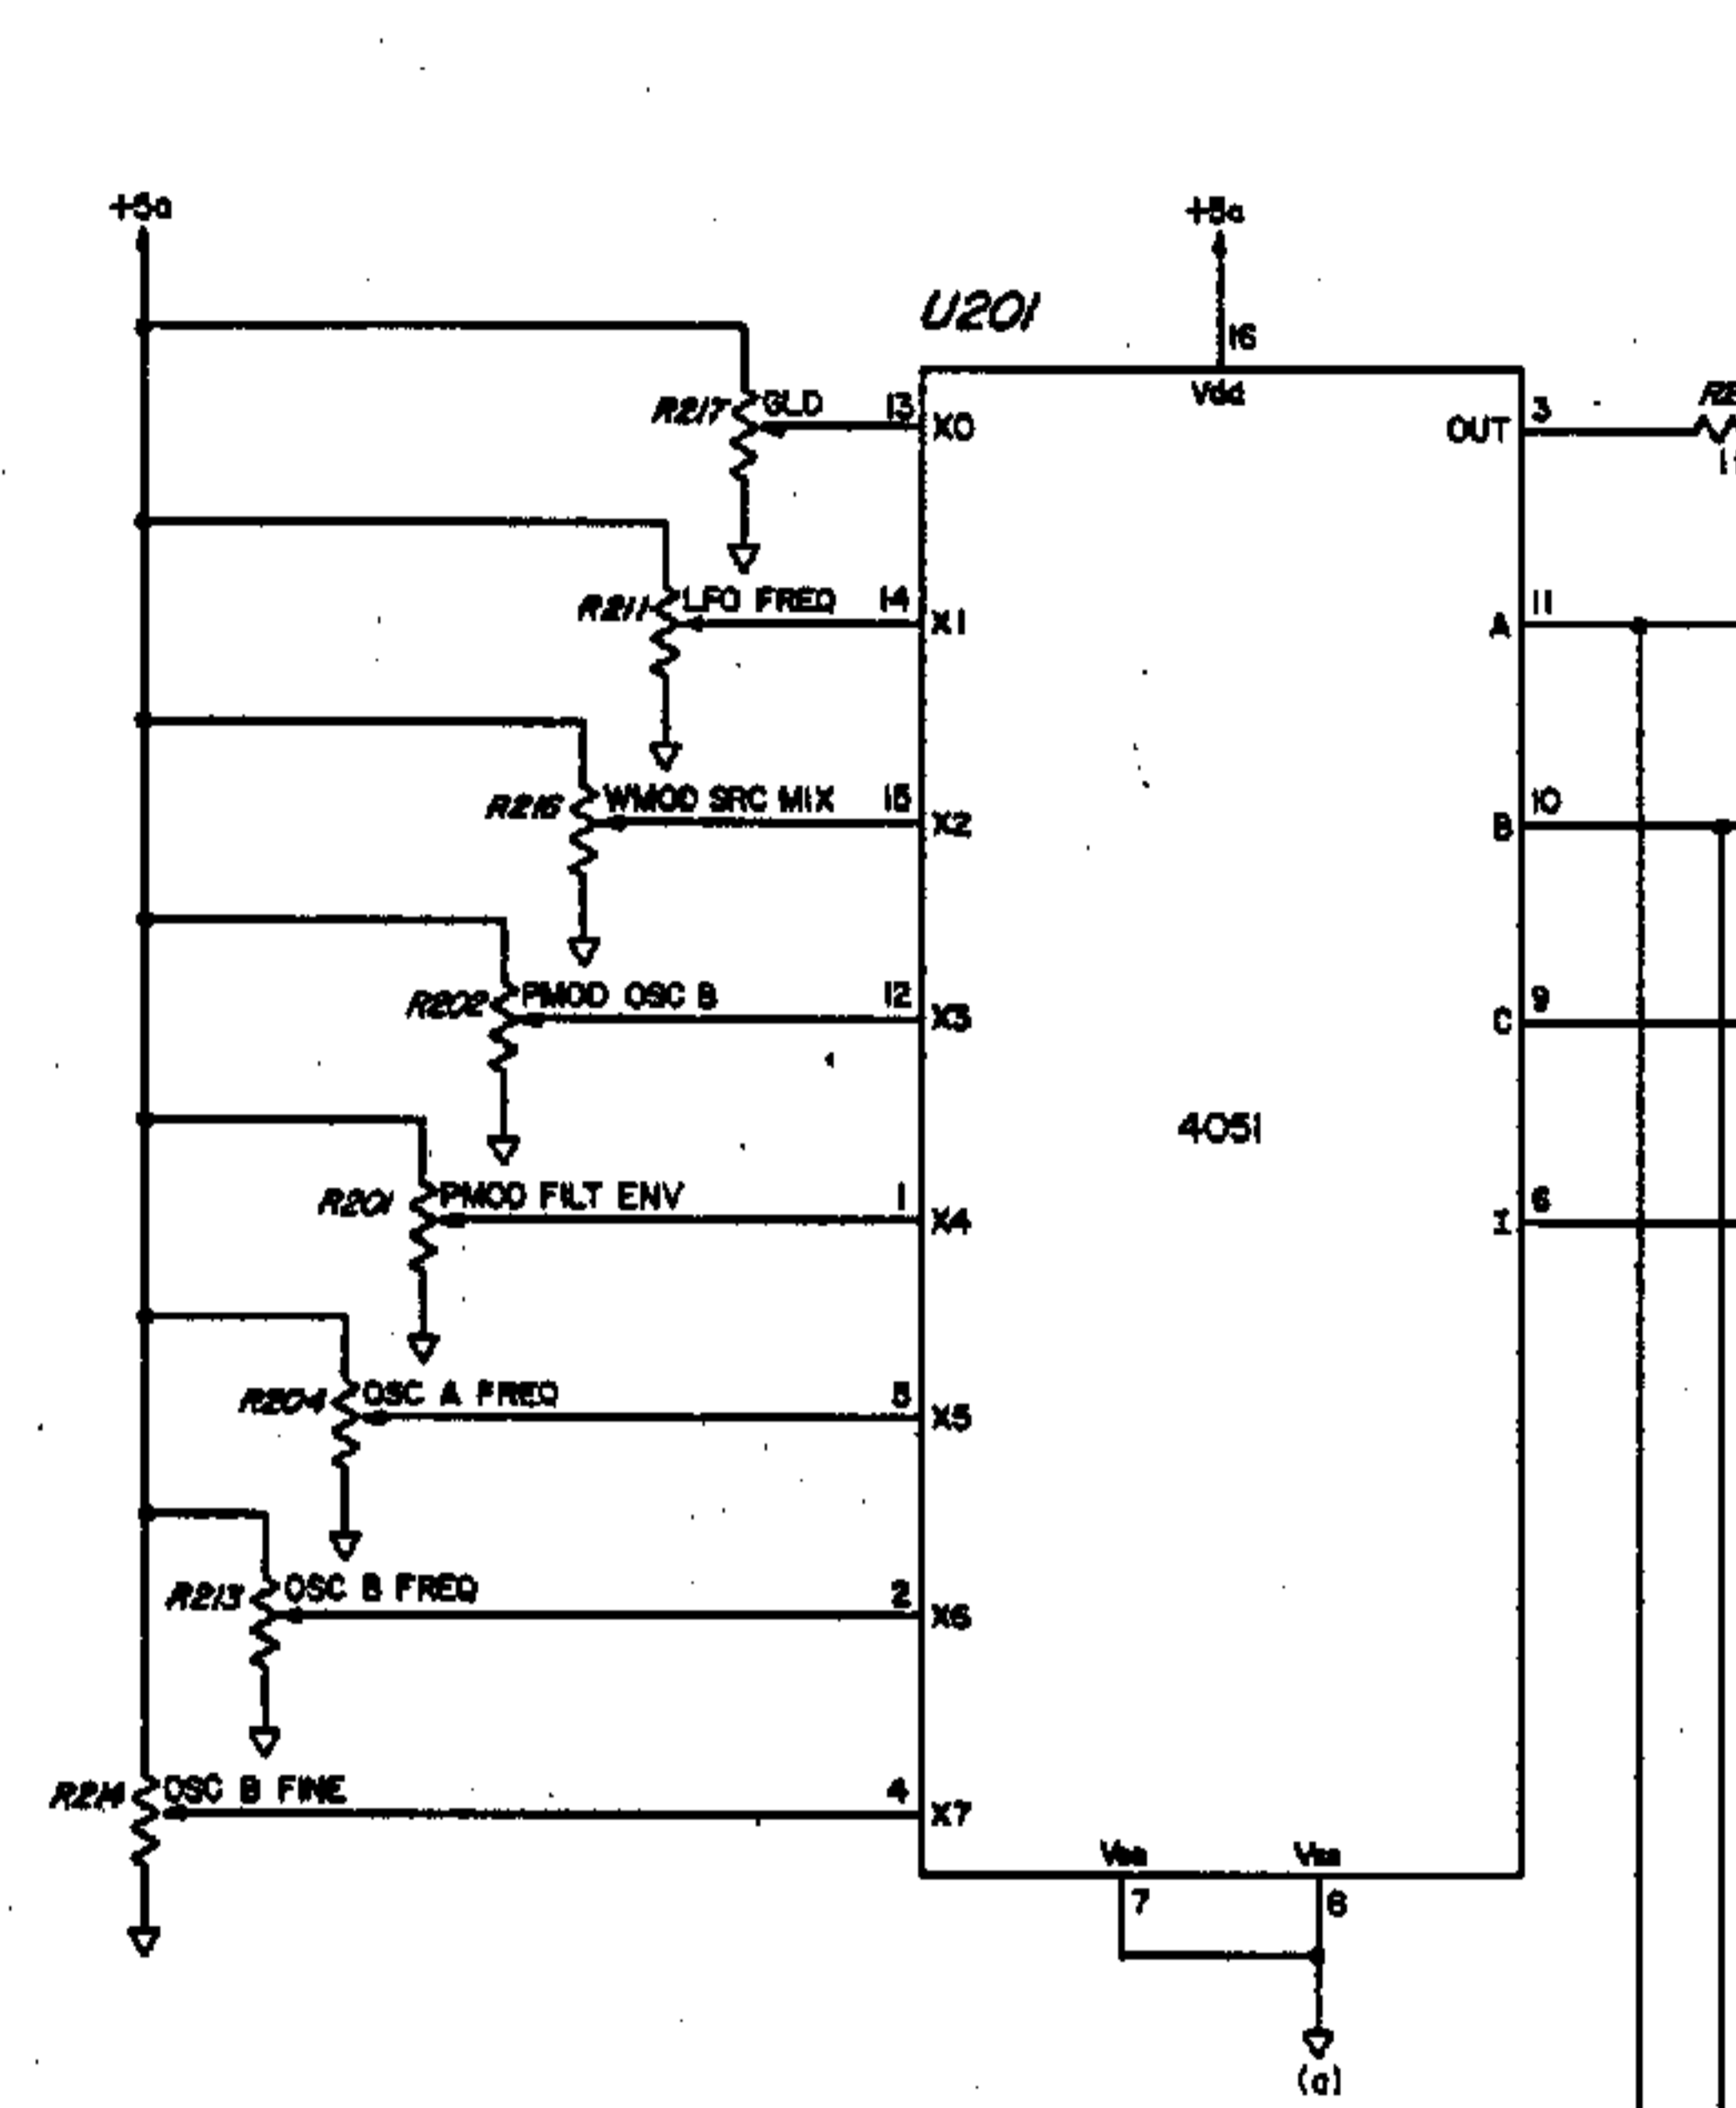 +5a
+5a
U201
16
Vdd
R217
GLD
13
X0
OUT
3
R211
LFO FREQ
14
X1
A
11
WMOD SRC MIX
15
X2
B
10
R202
PMOD OSC B
12
X3
C
9
4051
R201
PMOD FILT ENV
1
X4
I
6
R204
OSC A FREQ
5
X5
R213
OSC B FREQ
2
X6
R214
OSC B FINE
4
X7
7
8
(a)